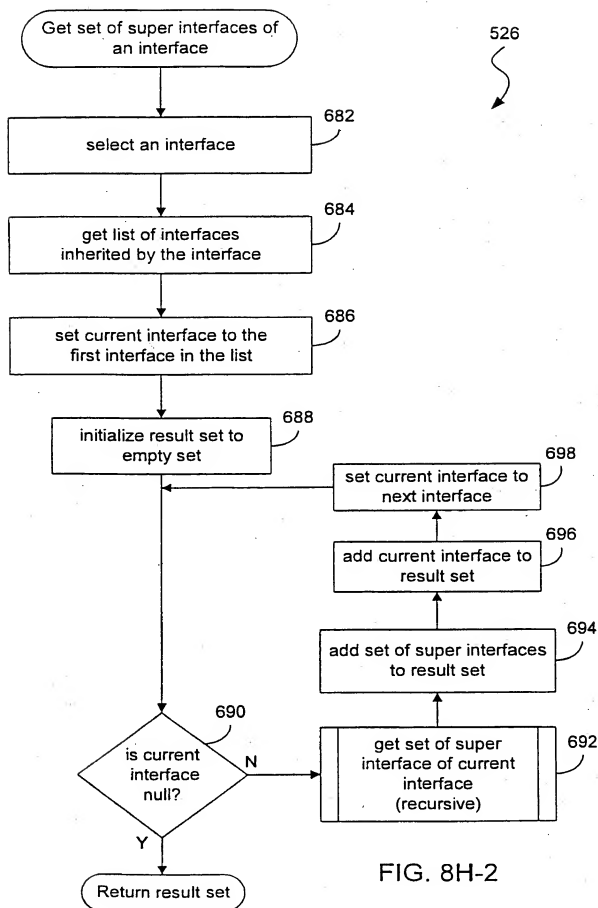 Get set of super interfaces of
an interface
526
682
select an interface
684
get list of interfaces
inherited by the interface
686
set current interface to the
first interface in the list
688
initialize result set to
empty set
698
set current interface to
next interface
696
add current interface to
result set
694
add set of super interfaces
to result set
690
is current
interface
null?
N
692
get set of super
interface of current
interface
(recursive)
Y
Return result set
FIG. 8H-2